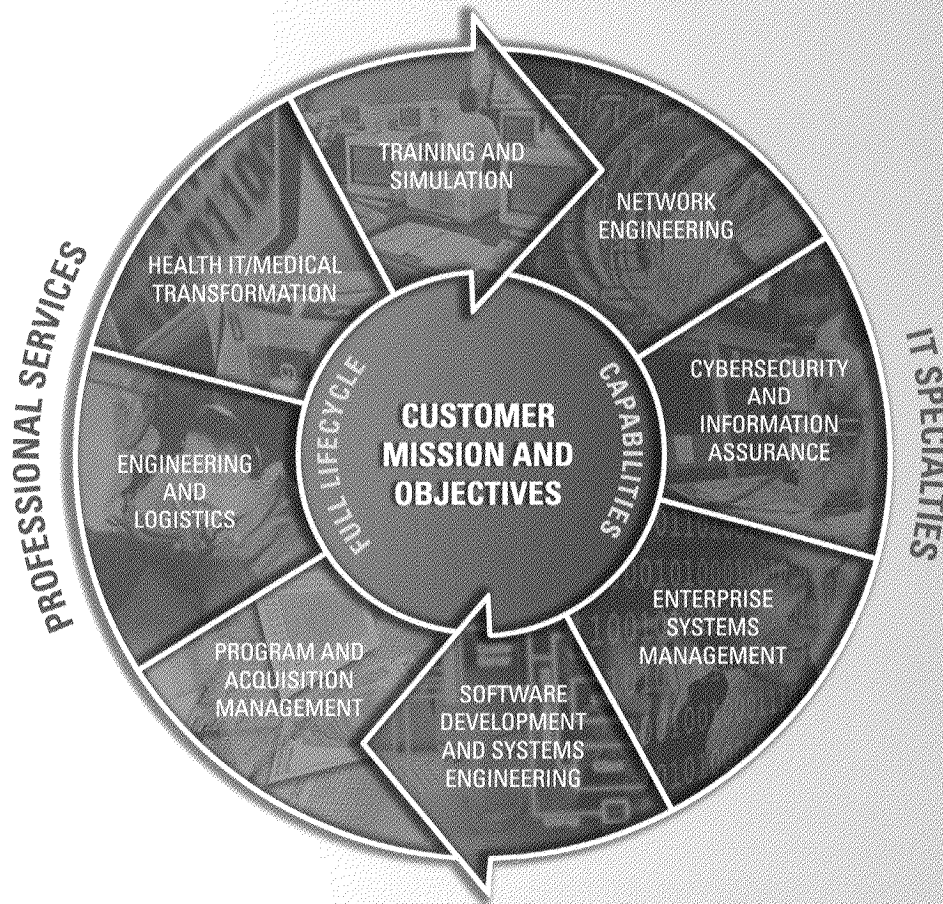 TRAINING AND
SIMULATION
NETWORK
ENGINEERING
CYBERSECURITY
AND
INFORMATION
ASSURANCE
ENTERPRISE
SYSTEMS
MANAGEMENT
SOFTWARE
DEVELOPMENT
AND SYSTEMS
ENGINEERING
PROGRAM AND
ACQUISITION
MANAGEMENT
ENGINEERING
AND
LOGISTICS
HEALTH IT/MEDICAL
TRANSFORMATION
PROFESSIONAL SERVICES
IT SPECIALTIES
FULL LIFECYCLE
CAPABILITIES
CUSTOMER
MISSION AND
OBJECTIVES